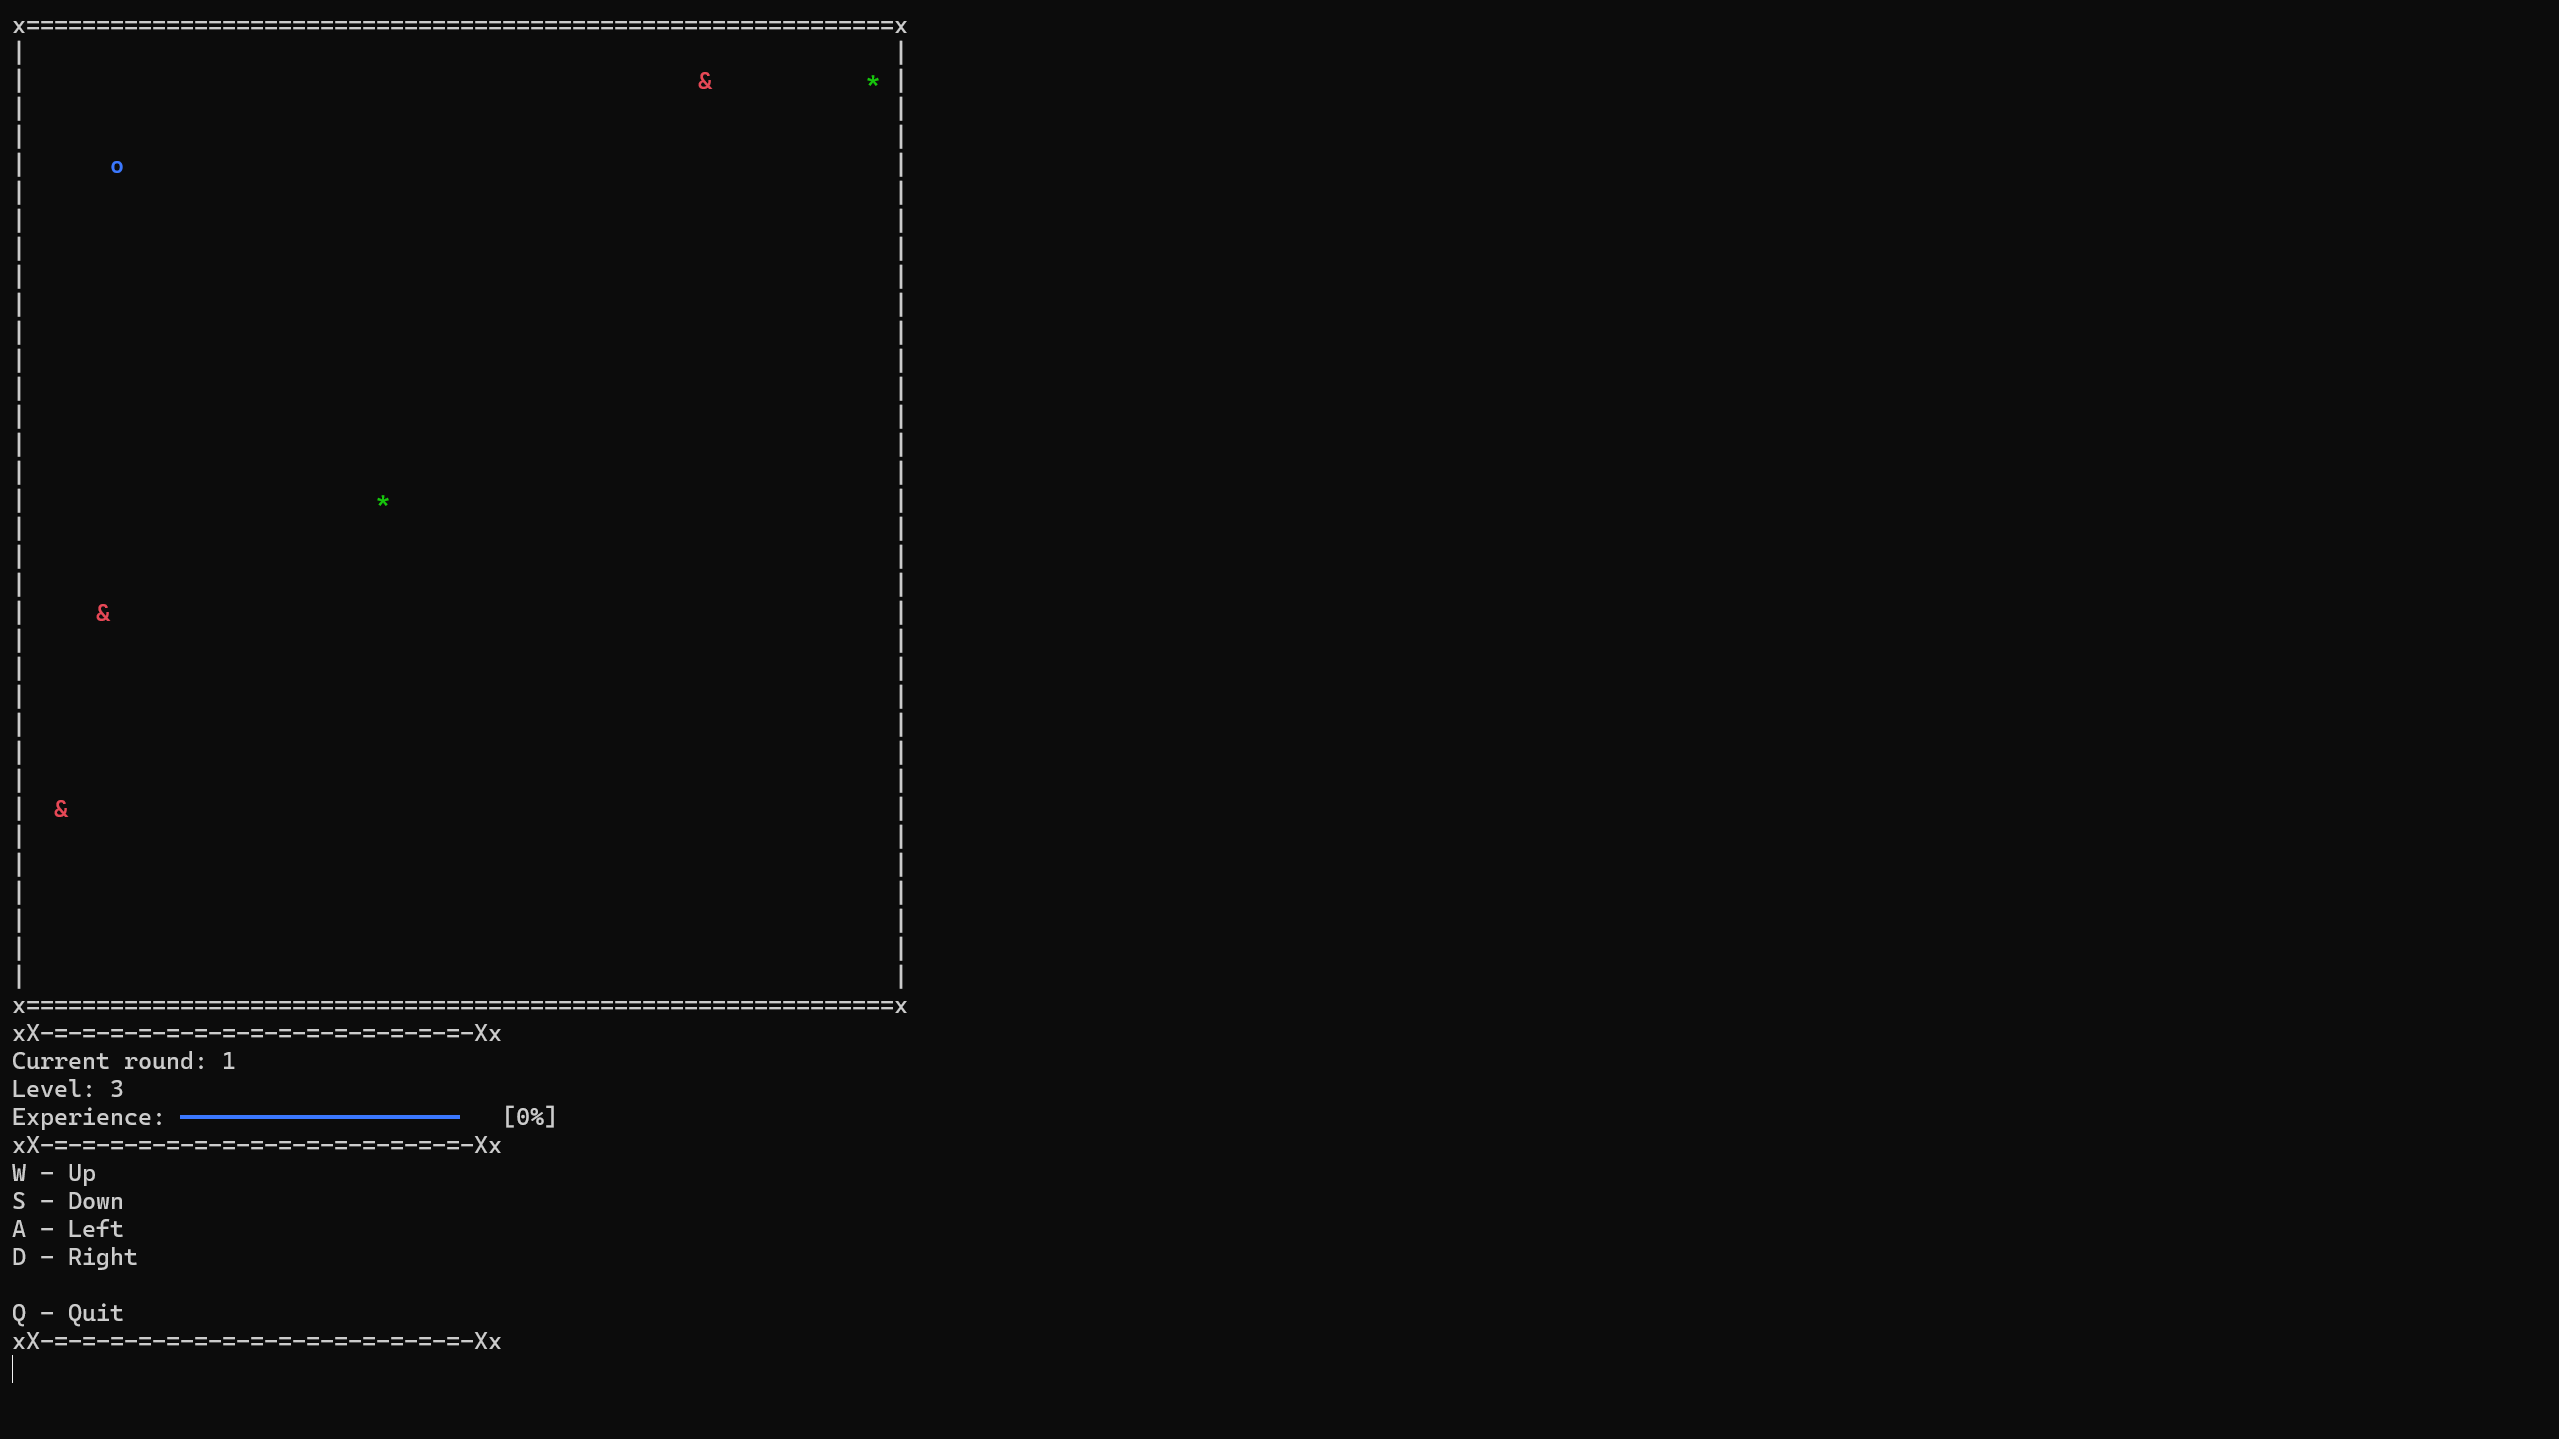 x==============================================================x
|                                                              |
|                                                &           * |
|                                                              |
|                                                              |
|      o                                                       |
|                                                              |
|                                                              |
|                                                              |
|                                                              |
|                                                              |
|                                                              |
|                                                              |
|                                                              |
|                                                              |
|                                                              |
|                                                              |
|                         *                                    |
|                                                              |
|                                                              |
|                                                              |
|     &                                                        |
|                                                              |
|                                                              |
|                                                              |
|                                                              |
|                                                              |
|                                                              |
|  &                                                           |
|                                                              |
|                                                              |
|                                                              |
|                                                              |
|                                                              |
|                                                              |
x==============================================================x
xX-=-=-=-=-=-=-=-=-=-=-=-=-=-=-=-Xx
Current round: 1
Level: 3
Experience: [0%]
xX-=-=-=-=-=-=-=-=-=-=-=-=-=-=-=-Xx
W - Up
S - Down
A - Left
D - Right

Q - Quit
xX-=-=-=-=-=-=-=-=-=-=-=-=-=-=-=-Xx